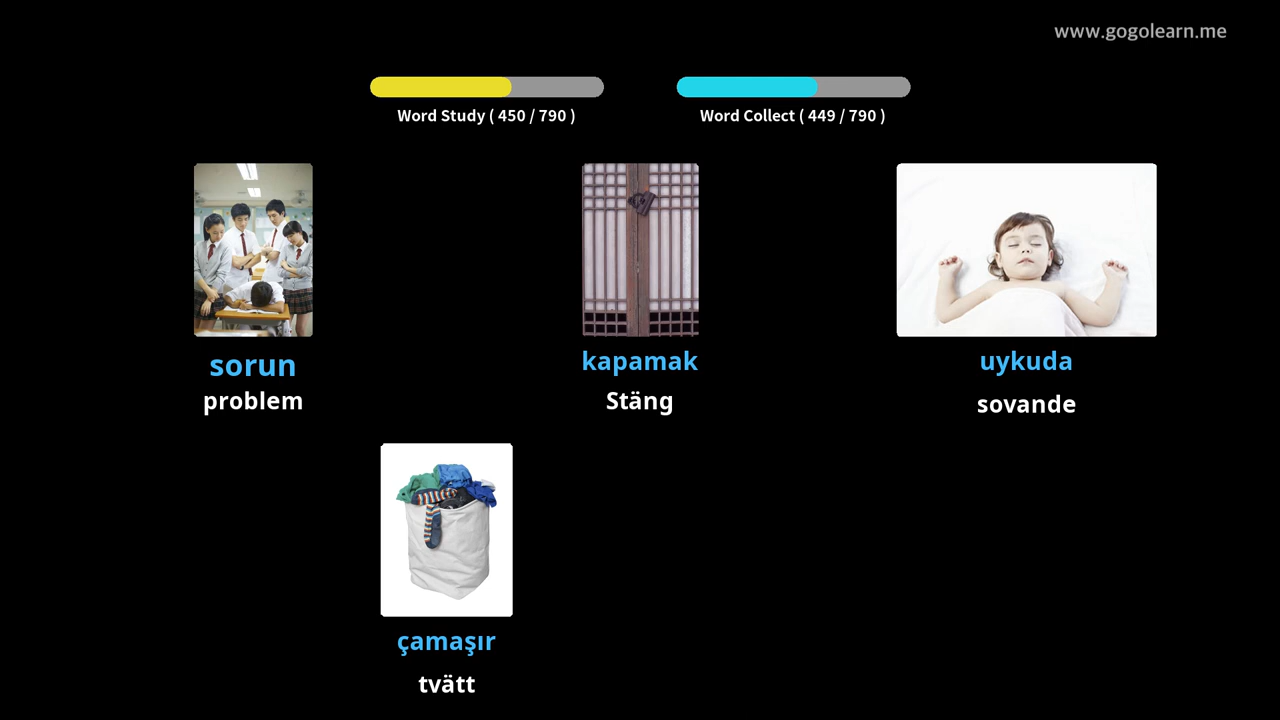 www.gogolearn.me
Word Study ( 450 / 790 )
Word Collect ( 449 / 790 )
sorun
problem
kapamak
Stäng
uykuda
sovande
çamaşır
tvätt